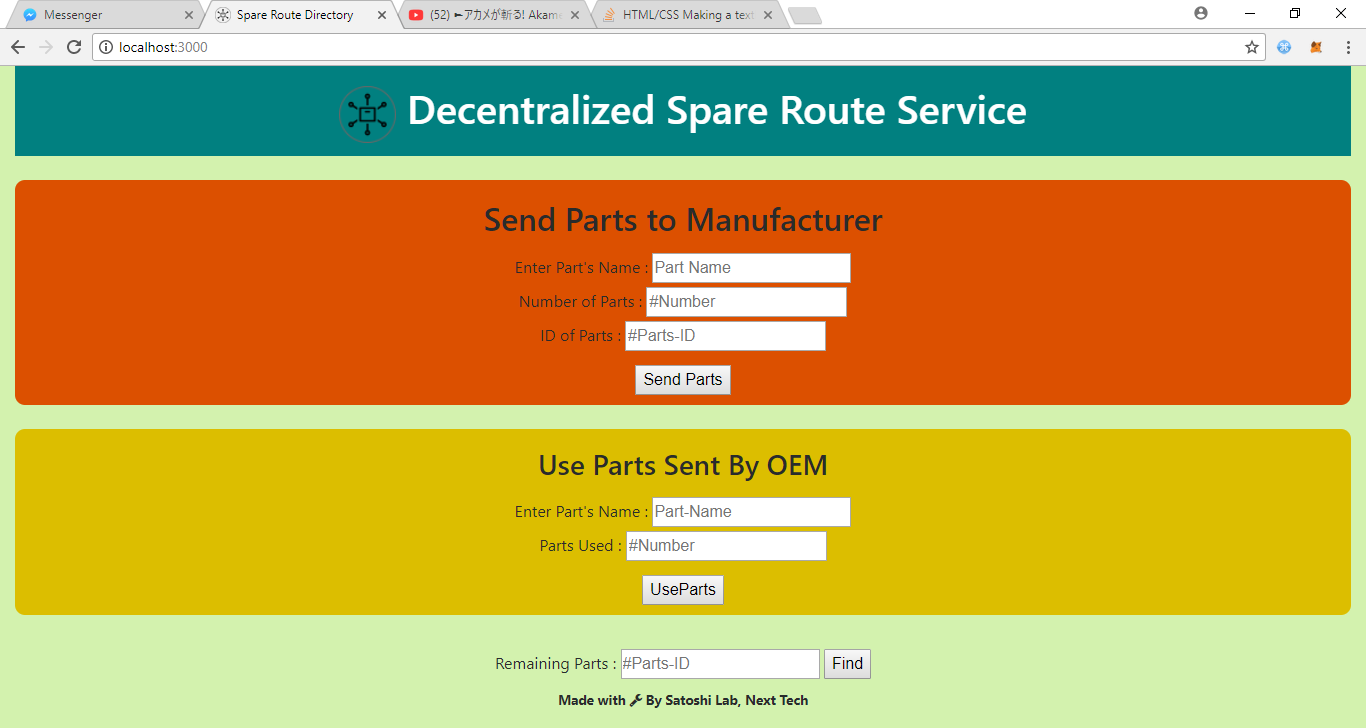 Messenger
Spare Route Directory
(52) ►アカメが斬る! Akame
HTML/CSS Making a text
localhost:3000
Decentralized Spare Route Service
Send Parts to Manufacturer
Enter Part's Name : Part Name
Number of Parts : #Number
ID of Parts : #Parts-ID
Send Parts
Use Parts Sent By OEM
Enter Part's Name : Part-Name
Parts Used : #Number
UseParts
Remaining Parts : #Parts-ID Find
Made with By Satoshi Lab, Next Tech